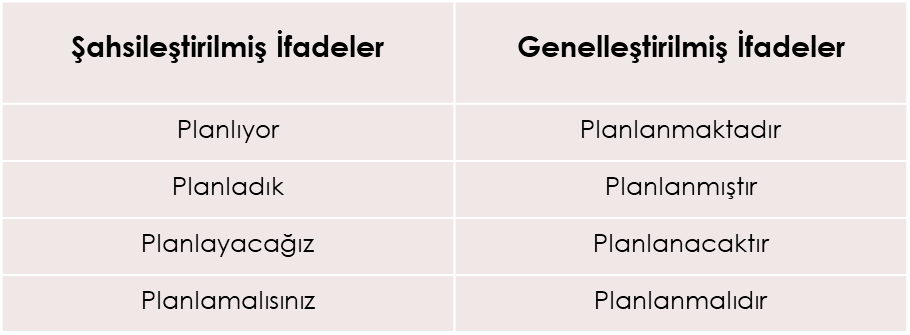 Şahsileştirilmiş İfadeler Genelleştirilmiş İfadeler
Planlıyor Planlanmaktadır
Planladık Planlanmıştır
Planlayacağız Planlanacaktır
Planlamalısınız Planlanmalıdır